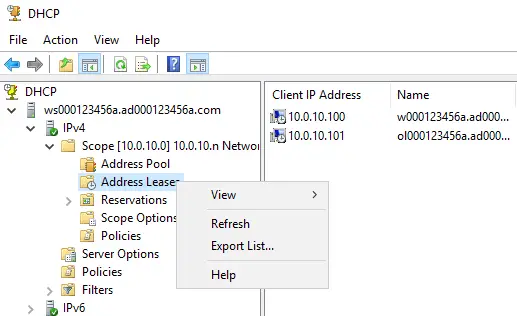 DHCP
File Action View Help
DHCP
ws000123456a.ad000123456a.com
IPv4
Scope [10.0.10.0] 10.0.10.n Networ
Address Pool
Address Lease
Reservations
Scope Options
Policies
Server Options
Policies
Filters
IPv6
View
Refresh
Export List...
Help
Client IP Address Name
10.0.10.100 w000123456a.ad000...
10.0.10.101 ol000123456a.ad00...